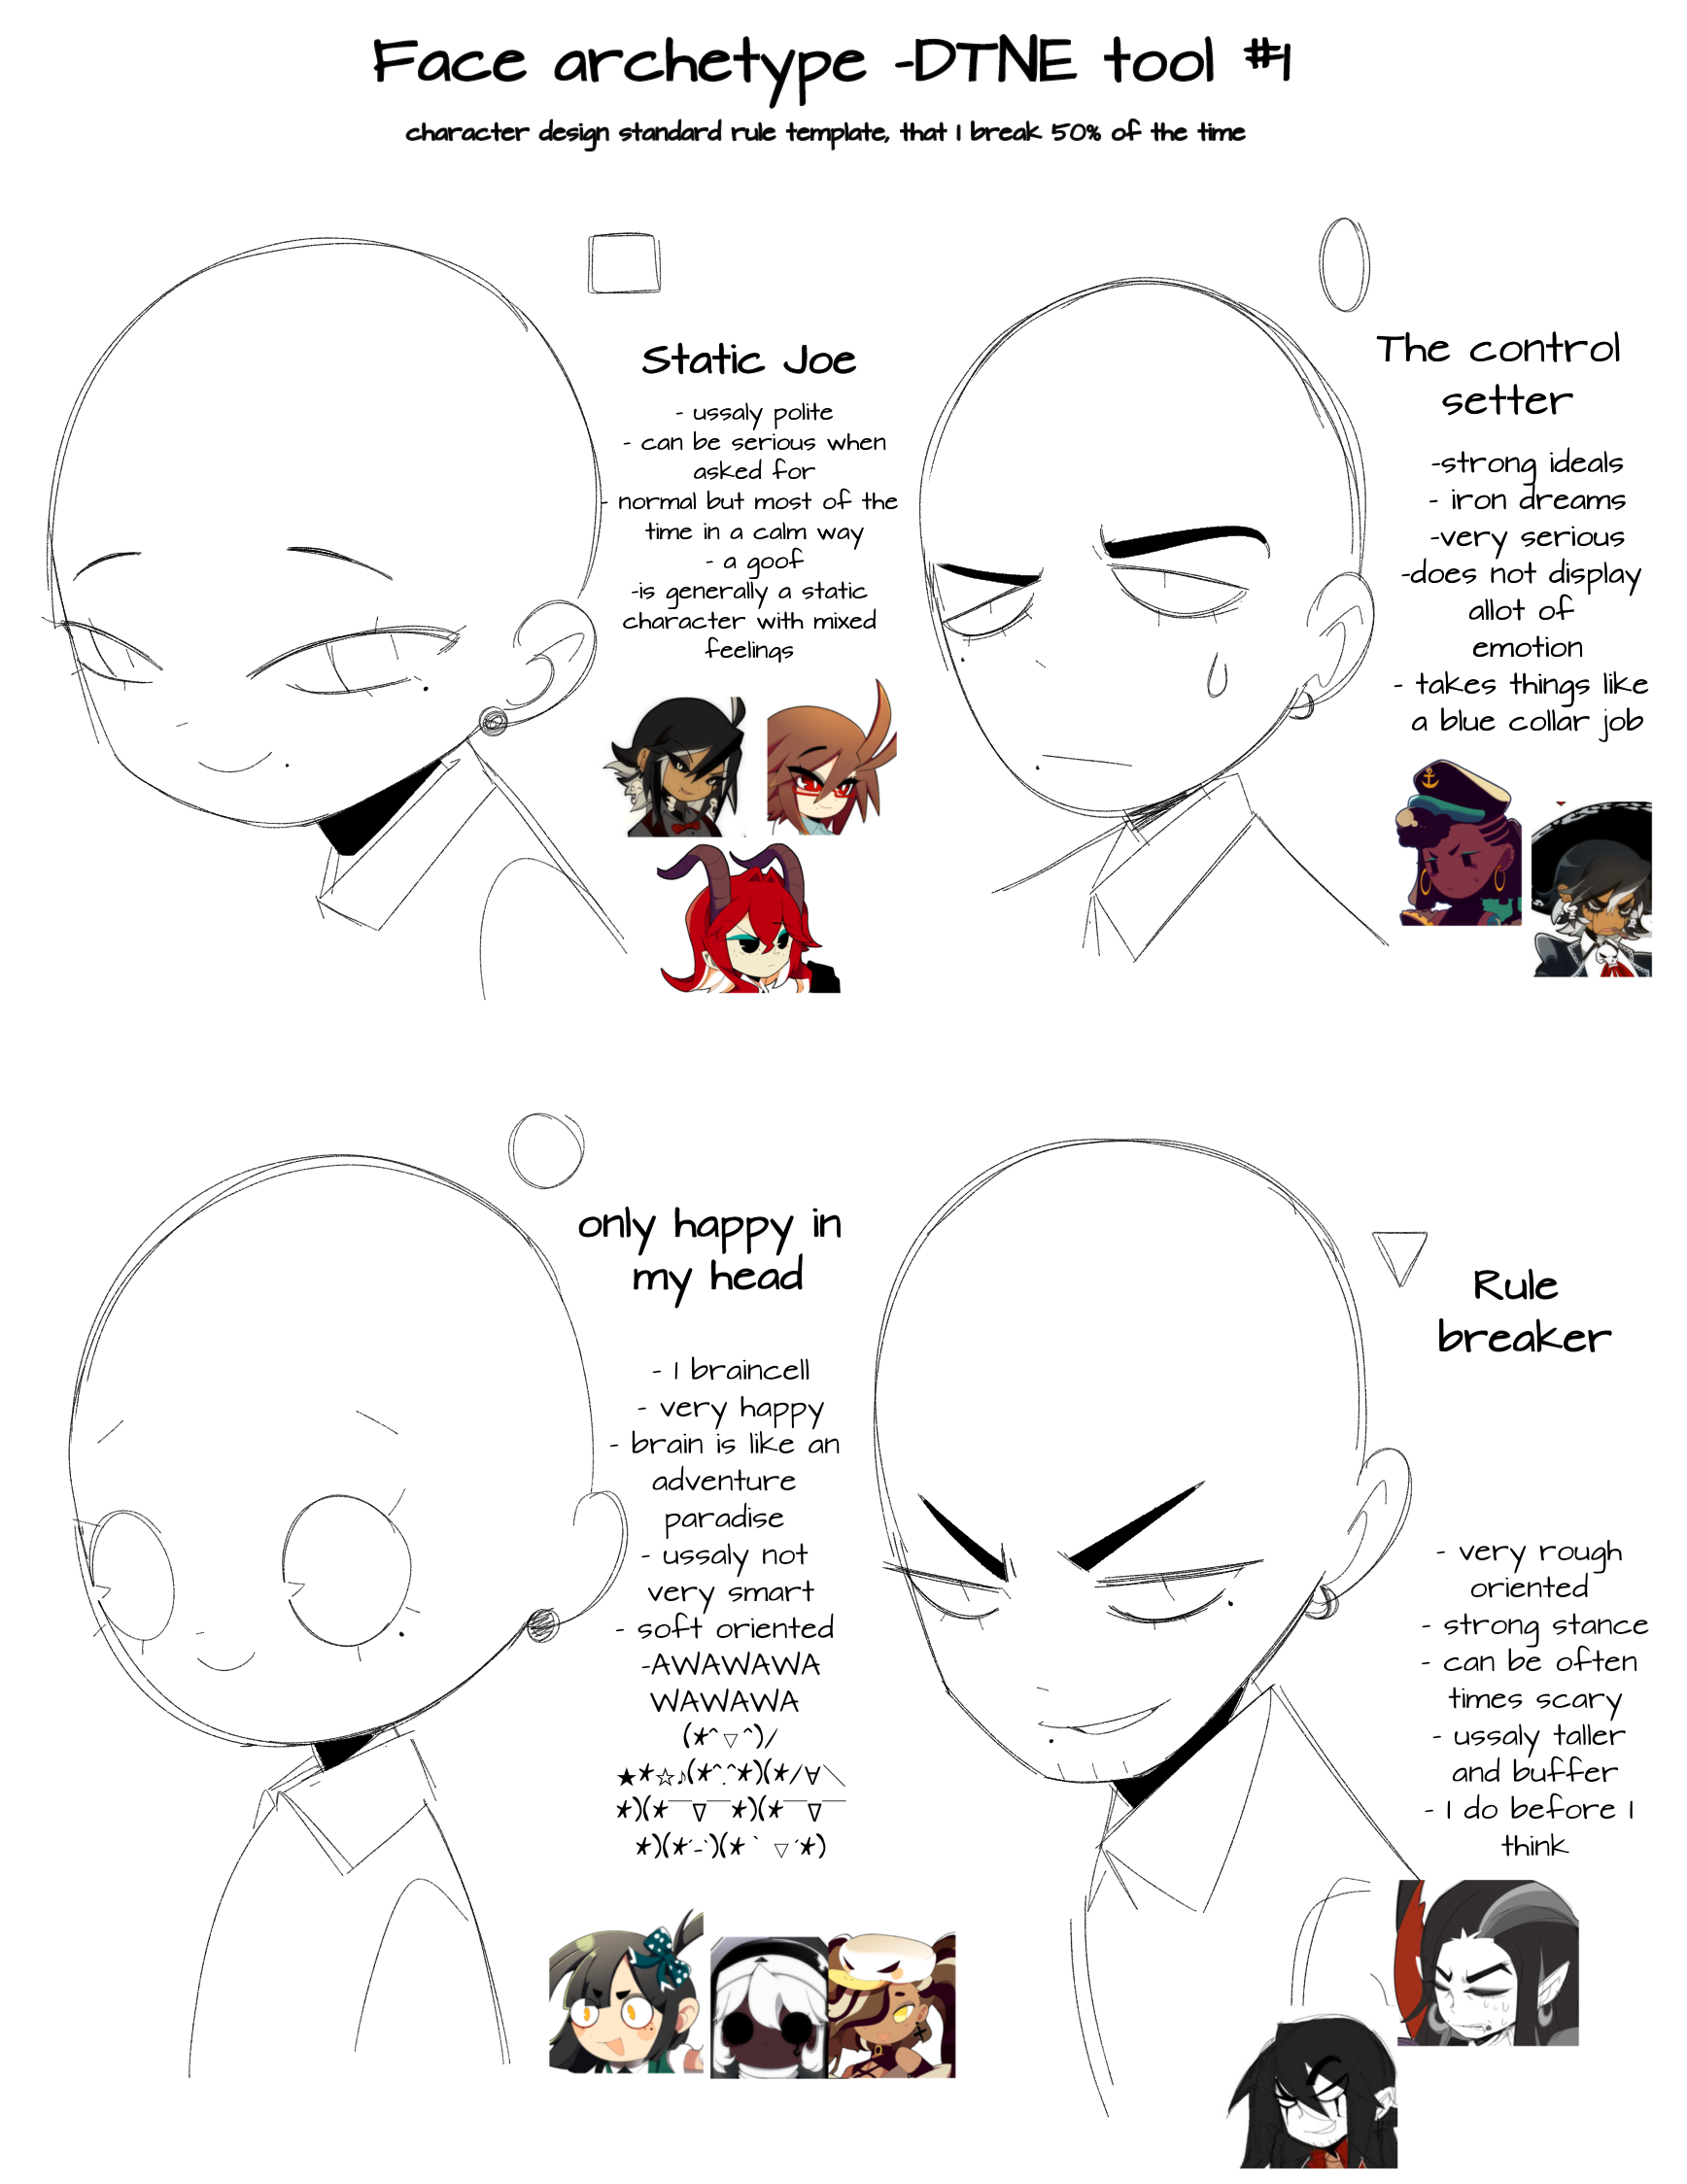 Face archetype -DTNE tool #1
character design standard rule template, that I break 50% of the time
Static Joe
- ussaly polite
- can be serious when
asked for
- normal but most of the
time in a calm way
- a goof
-is generally a static
character with mixed
feelings
The control
setter
-strong ideals
- iron dreams
-very serious
-does not display
allot of
emotion
- takes things like
a blue collar job
only happy in
my head
- 1 braincell
- very happy
- brain is like an
adventure
paradise
- ussaly not
very smart
- soft oriented
-AWAWAWA
WAWAWA
(*^▽^)/
★*☆♪(*^.^*)(*/∀＼
*)(*￣∇￣*)(*￣∇￣
*)(*´-`)(*｀▽´*)
Rule
breaker
- very rough
oriented
- strong stance
- can be often
times scary
- ussaly taller
and buffer
- I do before I
think